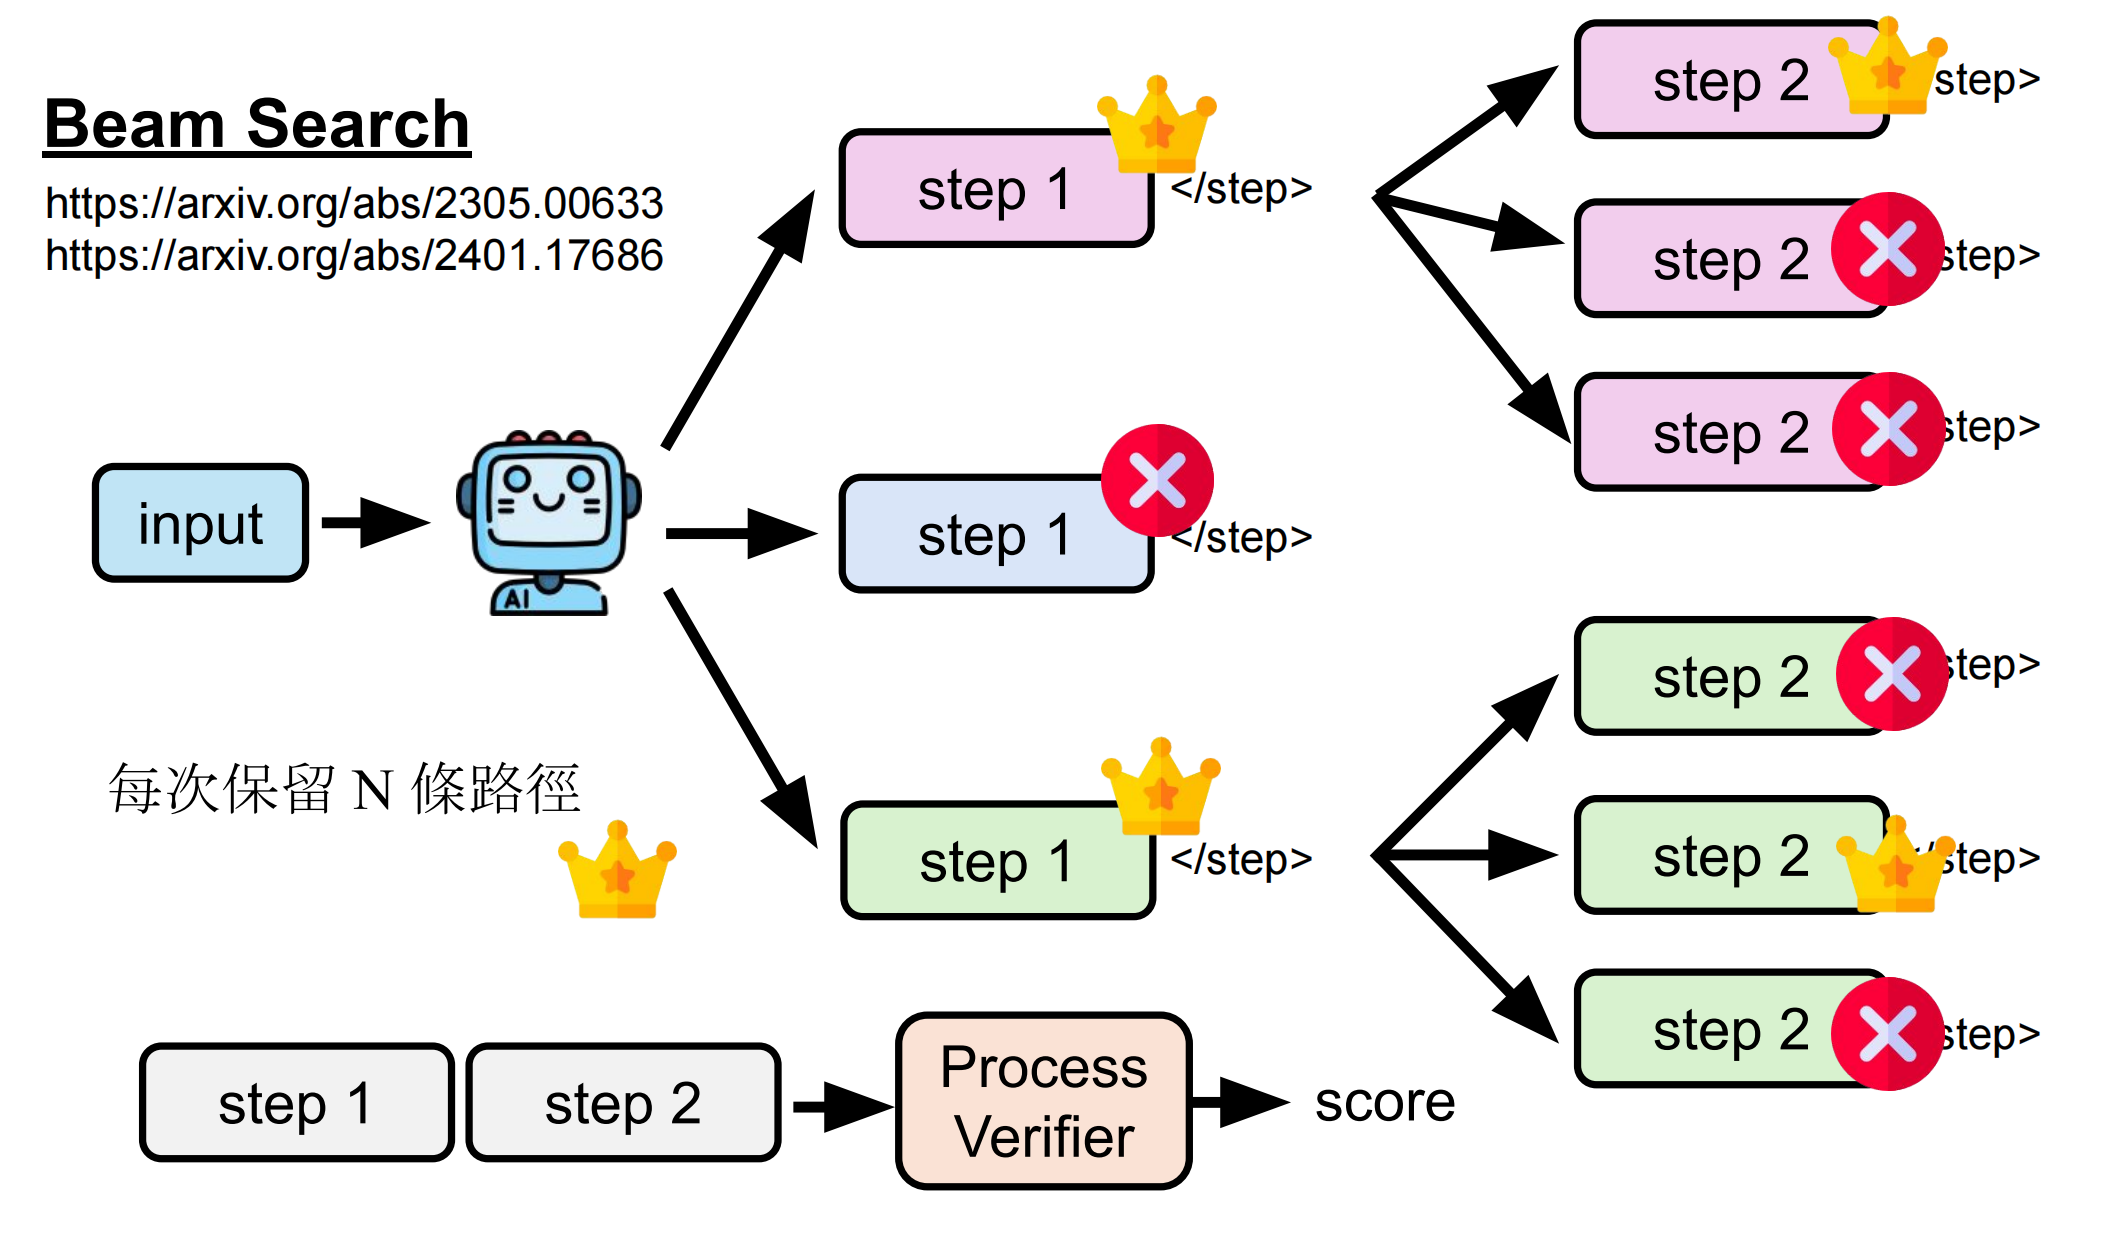 Beam Search
https://arxiv.org/abs/2305.00633
https://arxiv.org/abs/2401.17686
input
AI
step 1
</step>
step 1
</step>
step 1
</step>
step 2
step>
step 2
step>
step 2
step>
step 2
step>
step 2
/step>
step 2
step>
每次保留 N 條路徑
step 1
step 2
Process
Verifier
score